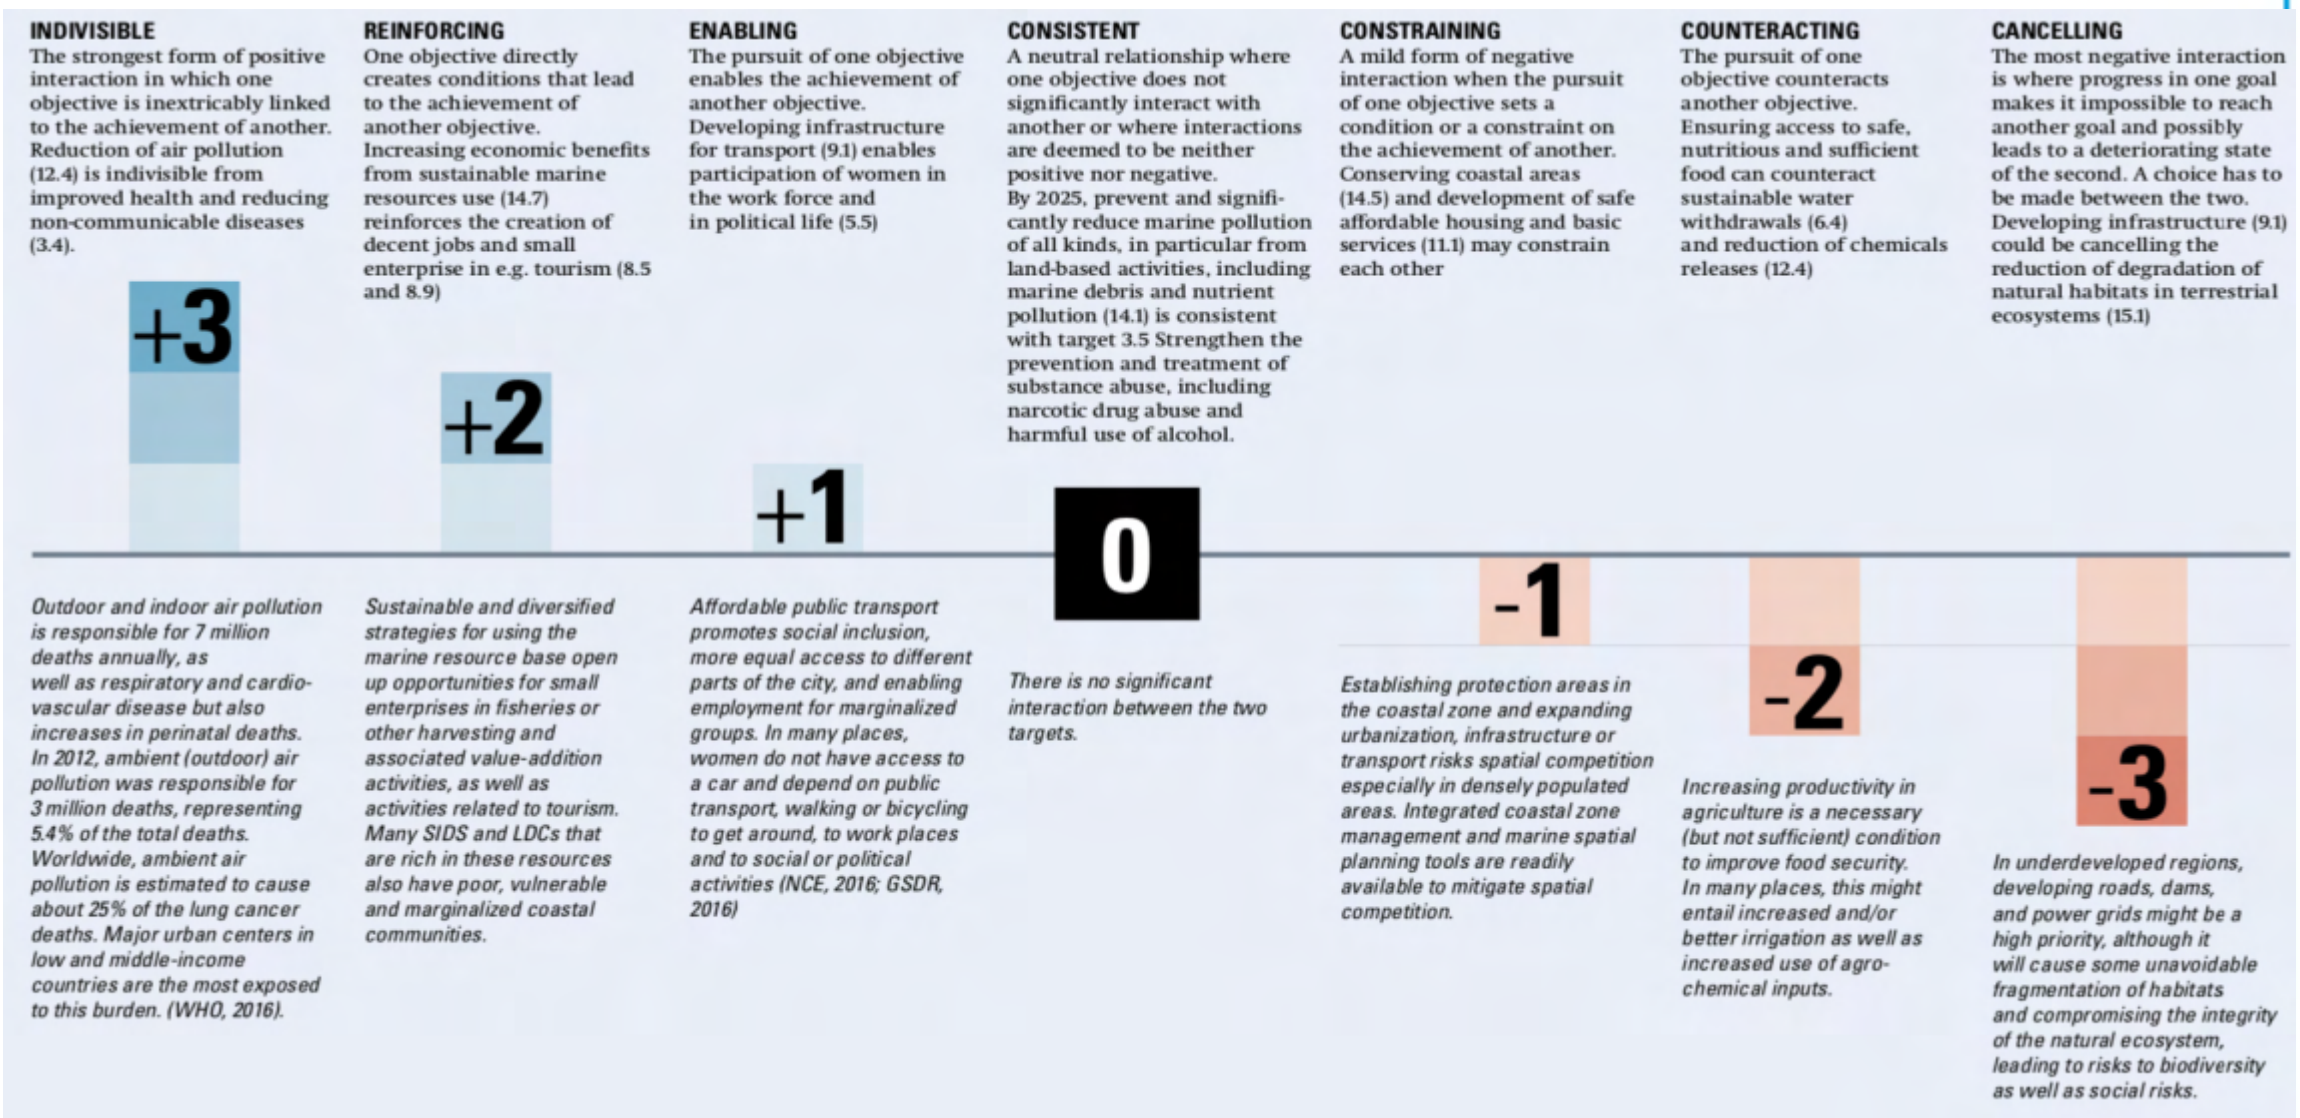 INDIVISIBLE
The strongest form of positive
interaction in which one
objective is inextricably linked
to the achievement of another.
Reduction of air pollution
(12.4) is indivisible from
improved health and reducing
non-communicable diseases
(3.4).
+3
Outdoor and indoor air pollution
is responsible for 7 million
deaths annually, as
well as respiratory and cardio-
vascular disease but also
increases in perinatal deaths.
In 2012, ambient (outdoor) air
pollution was responsible for
3 million deaths, representing
5.4% of the total deaths.
Worldwide, ambient air
pollution is estimated to cause
about 25% of the lung cancer
deaths. Major urban centers in
low and middle-income
countries are the most exposed
to this burden. (WHO, 2016).
REINFORCING
One objective directly
creates conditions that lead
to the achievement of
another objective.
Increasing economic benefits
from sustainable marine
resources use (14.7)
reinforces the creation of
decent jobs and small
enterprise in e.g. tourism (8.5
and 8.9)
+2
Sustainable and diversified
strategies for using the
marine resource base open
up opportunities for small
enterprises in fisheries or
other harvesting and
associated value-addition
activities, as well as
activities related to tourism.
Many SIDS and LDCs that
are rich in these resources
also have poor, vulnerable
and marginalized coastal
communities.
ENABLING
The pursuit of one objective
enables the achievement of
another objective.
Developing infrastructure
for transport (9.1) enables
participation of women in
the work force and
in political life (5.5)
+1
Affordable public transport
promotes social inclusion,
more equal access to different
parts of the city, and enabling
employment for marginalized
groups. In many places,
women do not have access to
a car and depend on public
transport, walking or bicycling
to get around, to work places
and to social or political
activities (NCE, 2016; GSDR,
2016)
CONSISTENT
A neutral relationship where
one objective does not
significantly interact with
another or where interactions
are deemed to be neither
positive nor negative.
By 2025, prevent and signifi-
cantly reduce marine pollution
of all kinds, in particular from
land-based activities, including
marine debris and nutrient
pollution (14.1) is consistent
with target 3.5 Strengthen the
prevention and treatment of
substance abuse, including
narcotic drug abuse and
harmful use of alcohol.
0
There is no significant
interaction between the two
targets.
CONSTRAINING
A mild form of negative
interaction when the pursuit
of one objective sets a
condition or a constraint on
the achievement of another.
Conserving coastal areas
(14.5) and development of safe
affordable housing and basic
services (11.1) may constrain
each other
-1
Establishing protection areas in
the coastal zone and expanding
urbanization, infrastructure or
transport risks spatial competition
especially in densely populated
areas. Integrated coastal zone
management and marine spatial
planning tools are readily
available to mitigate spatial
competition.
COUNTERACTING
The pursuit of one
objective counteracts
another objective.
Ensuring access to safe,
nutritious and sufficient
food can counteract
sustainable water
withdrawals (6.4)
and reduction of chemicals
releases (12.4)
-2
Increasing productivity in
agriculture is a necessary
(but not sufficient) condition
to improve food security.
In many places, this might
entail increased and/or
better irrigation as well as
increased use of agro-
chemical inputs.
CANCELLING
The most negative interaction
is where progress in one goal
makes it impossible to reach
another goal and possibly
leads to a deteriorating state
of the second. A choice has to
be made between the two.
Developing infrastructure (9.1)
could be cancelling the
reduction of degradation of
natural habitats in terrestrial
ecosystems (15.1)
-3
In underdeveloped regions,
developing roads, dams,
and power grids might be a
high priority, although it
will cause some unavoidable
fragmentation of habitats
and compromising the integrity
of the natural ecosystem,
leading to risks to biodiversity
as well as social risks.